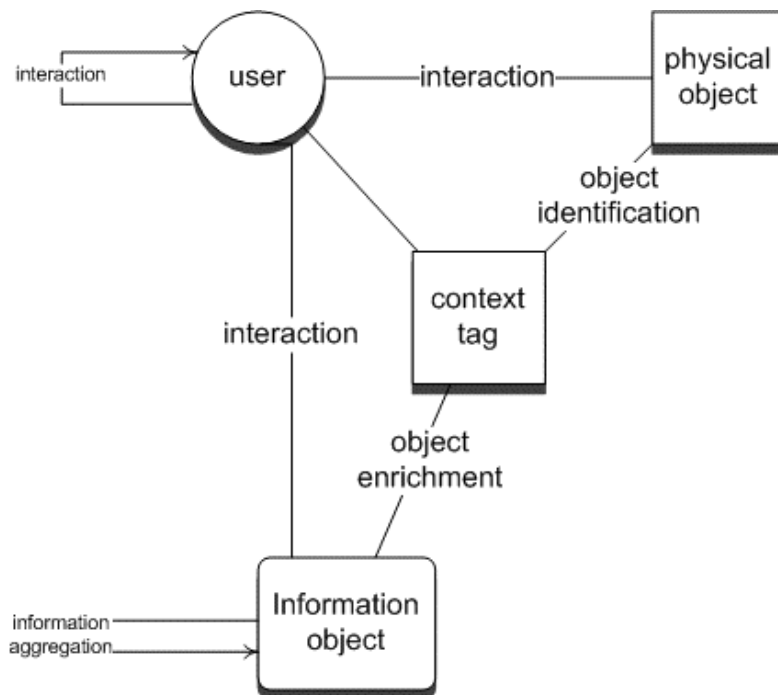 interaction
user
interaction
physical
object
object
identification
context
tag
interaction
object
enrichment
Information
object
information
aggregation